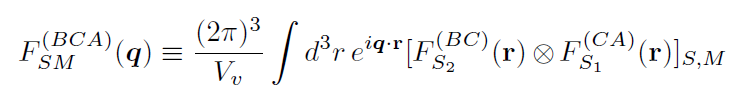 $F_{SM}^{(BCA)}(\boldsymbol{q}) \equiv \frac{(2\pi)^3}{V_v} \int d^3r \, e^{i\boldsymbol{q}\cdot\mathbf{r}} [F_{S_2}^{(BC)}(\mathbf{r}) \otimes F_{S_1}^{(CA)}(\mathbf{r})]_{S,M}$